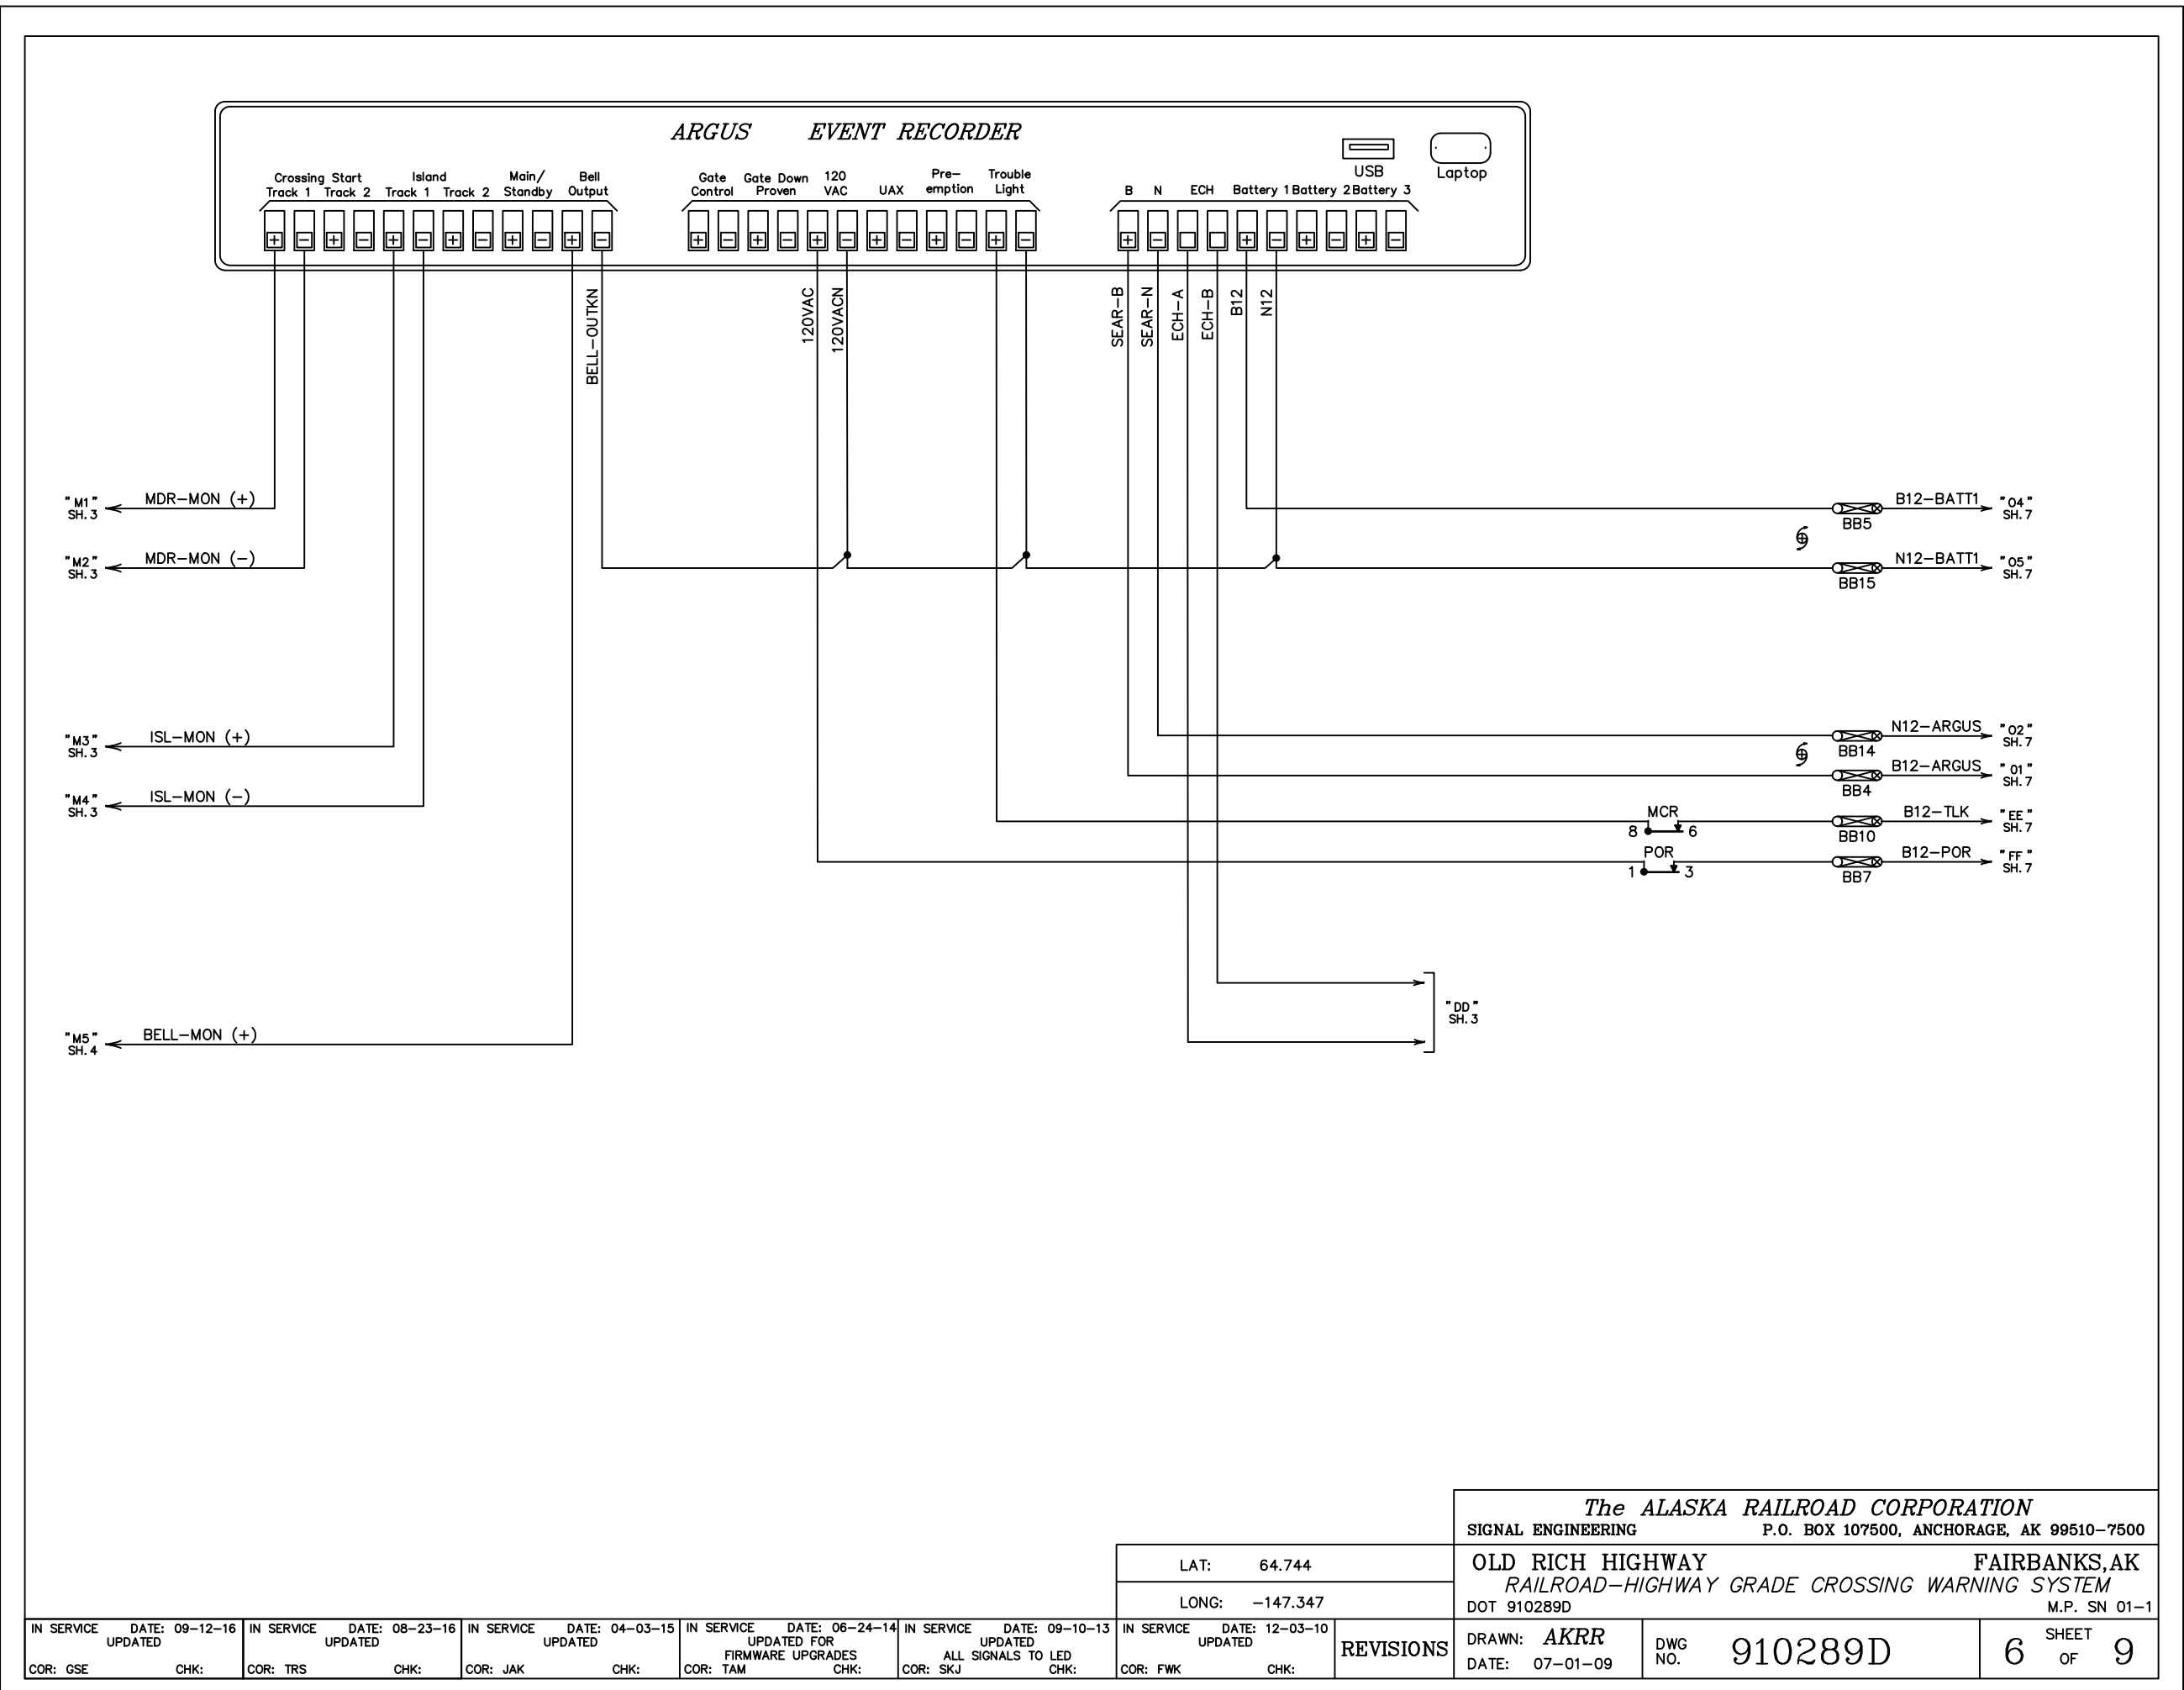 ARGUS EVENT RECORDER
USB
Laptop
Crossing Start
Track 1 Track 2
Island
Track 1 Track 2
Main/
Standby
Bell
Output
Gate
Control
Gate Down
Proven
120
VAC
UAX
Pre-
emption
Trouble
Light
B N ECH Battery 1 Battery 2 Battery 3
+ - + - + - + - + - + -
+ - + - + - + - + - + -
+ - + - + - + -
BELL-OUTKN
120VAC
120VACN
SEAR-B
SEAR-N
ECH-A
ECH-B
B12
N12
"M1"
SH.3
MDR-MON (+)
"M2"
SH.3
MDR-MON (-)
"M3"
SH.3
ISL-MON (+)
"M4"
SH.3
ISL-MON (-)
"M5"
SH.4
BELL-MON (+)
BB5
B12-BATT1
"04"
SH.7
BB15
N12-BATT1
"05"
SH.7
BB14
N12-ARGUS
"02"
SH.7
BB4
B12-ARGUS
"01"
SH.7
MCR
8 6
BB10
B12-TLK
"EE"
SH.7
POR
1 3
BB7
B12-POR
"FF"
SH.7
"DD"
SH.3
The ALASKA RAILROAD CORPORATION
SIGNAL ENGINEERING P.O. BOX 107500, ANCHORAGE, AK 99510-7500
LAT: 64.744
LONG: -147.347
OLD RICH HIGHWAY FAIRBANKS,AK
RAILROAD-HIGHWAY GRADE CROSSING WARNING SYSTEM
DOT 910289D M.P. SN 01-1
IN SERVICE DATE: 09-12-16
UPDATED
COR: GSE CHK:
IN SERVICE DATE: 08-23-16
UPDATED
COR: TRS CHK:
IN SERVICE DATE: 04-03-15
UPDATED
COR: JAK CHK:
IN SERVICE DATE: 06-24-14
UPDATED FOR
FIRMWARE UPGRADES
COR: TAM CHK:
IN SERVICE DATE: 09-10-13
UPDATED
ALL SIGNALS TO LED
COR: SKJ CHK:
IN SERVICE DATE: 12-03-10
UPDATED
COR: FWK CHK:
REVISIONS
DRAWN: AKRR
DATE: 07-01-09
DWG
NO.
910289D
6 SHEET OF 9